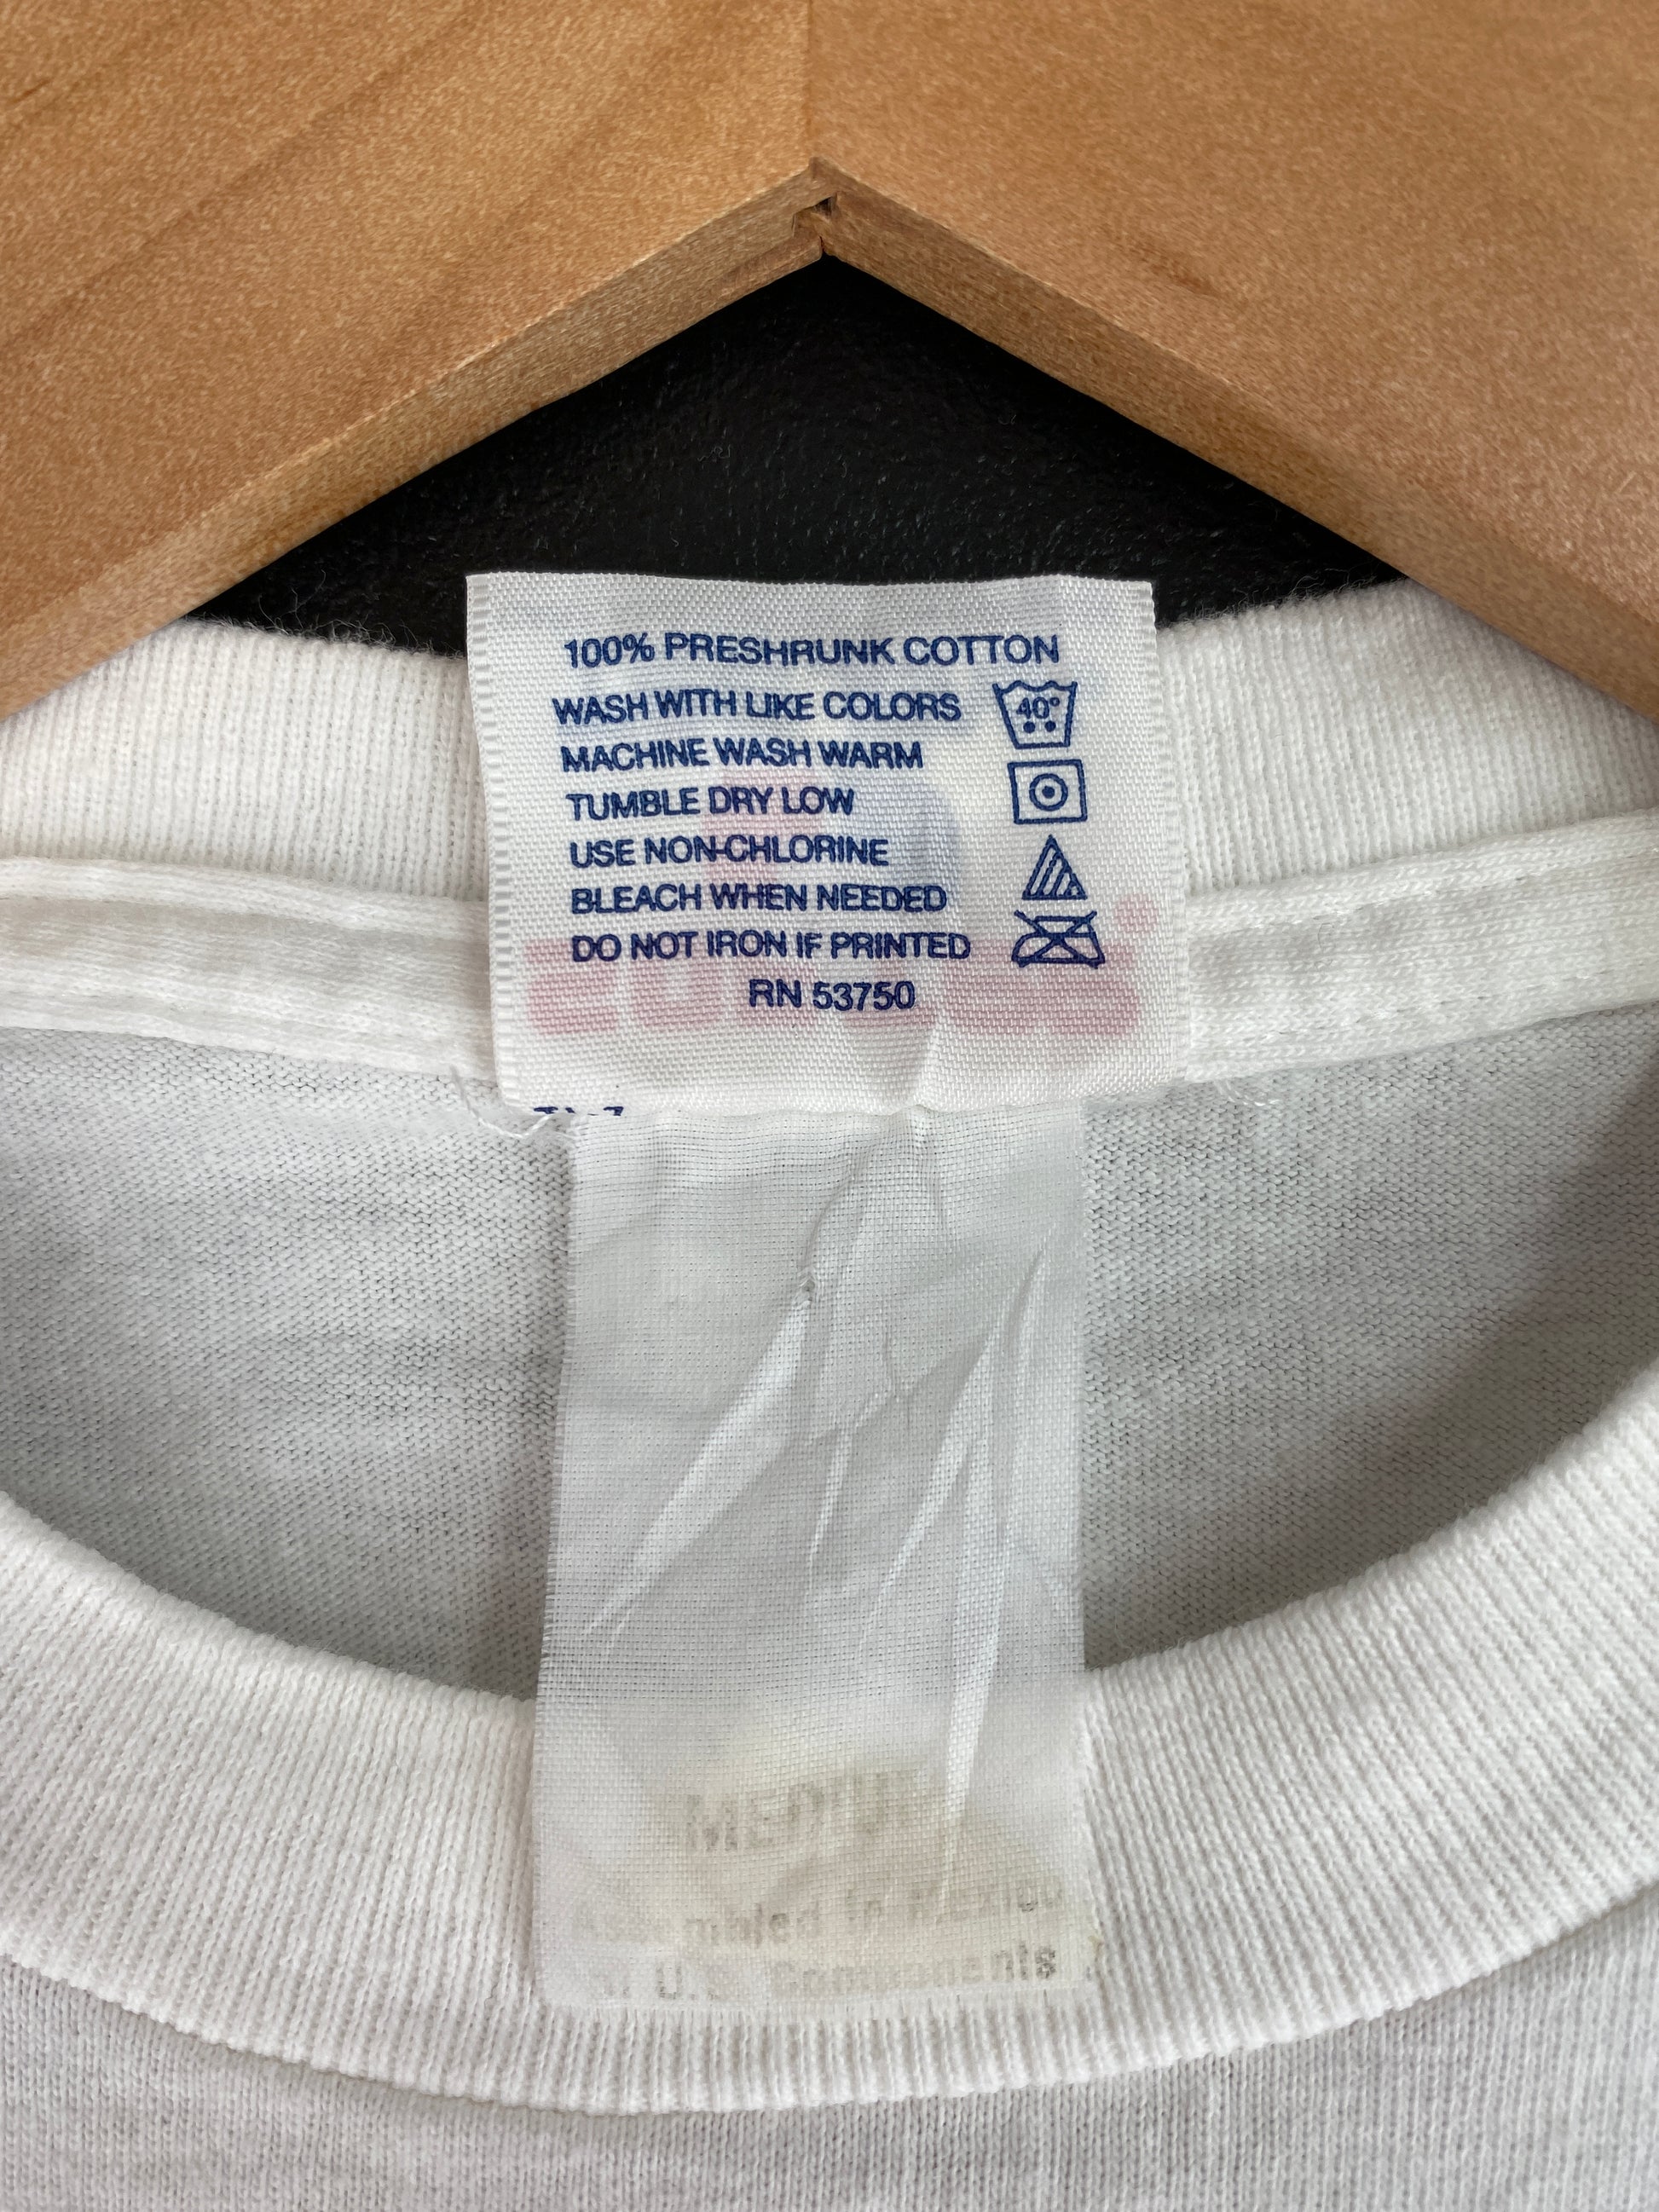 100% PRESHRUNK COTTON
WASH WITH LIKE COLORS
40°
MACHINE WASH WARM
TUMBLE DRY LOW
USE NON-CHLORINE
BLEACH WHEN NEEDED
DO NOT IRON IF PRINTED
RN 53750